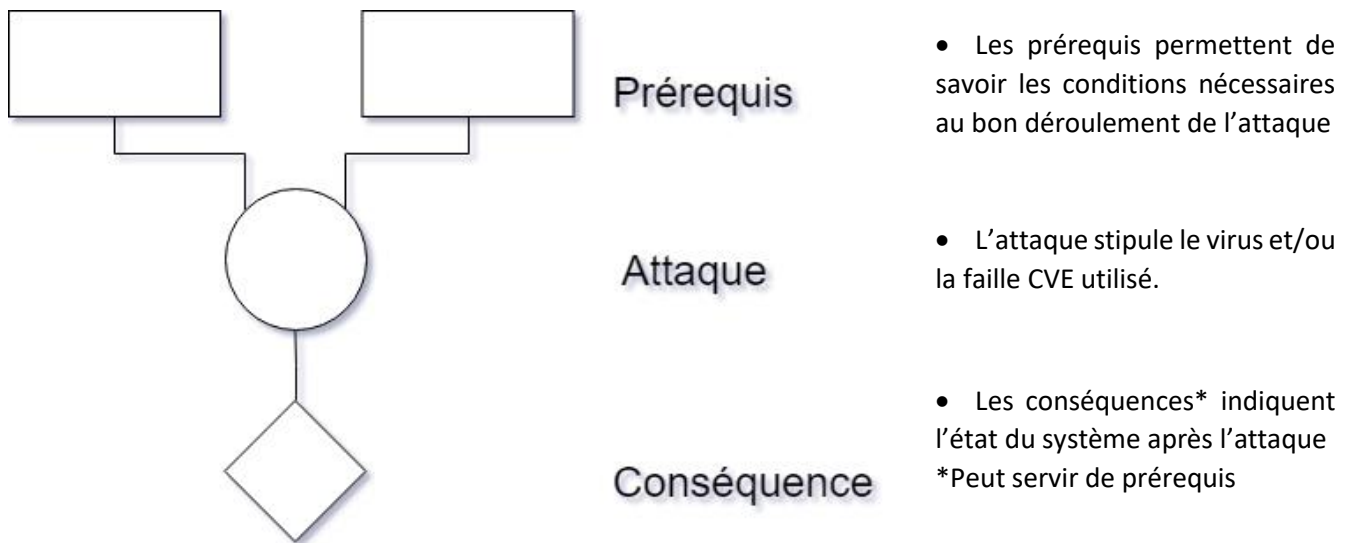 Prérequis
• Les prérequis permettent de
savoir les conditions nécessaires
au bon déroulement de l’attaque
Attaque
• L’attaque stipule le virus et/ou
la faille CVE utilisé.
Conséquence
• Les conséquences* indiquent
l’état du système après l’attaque
*Peut servir de prérequis